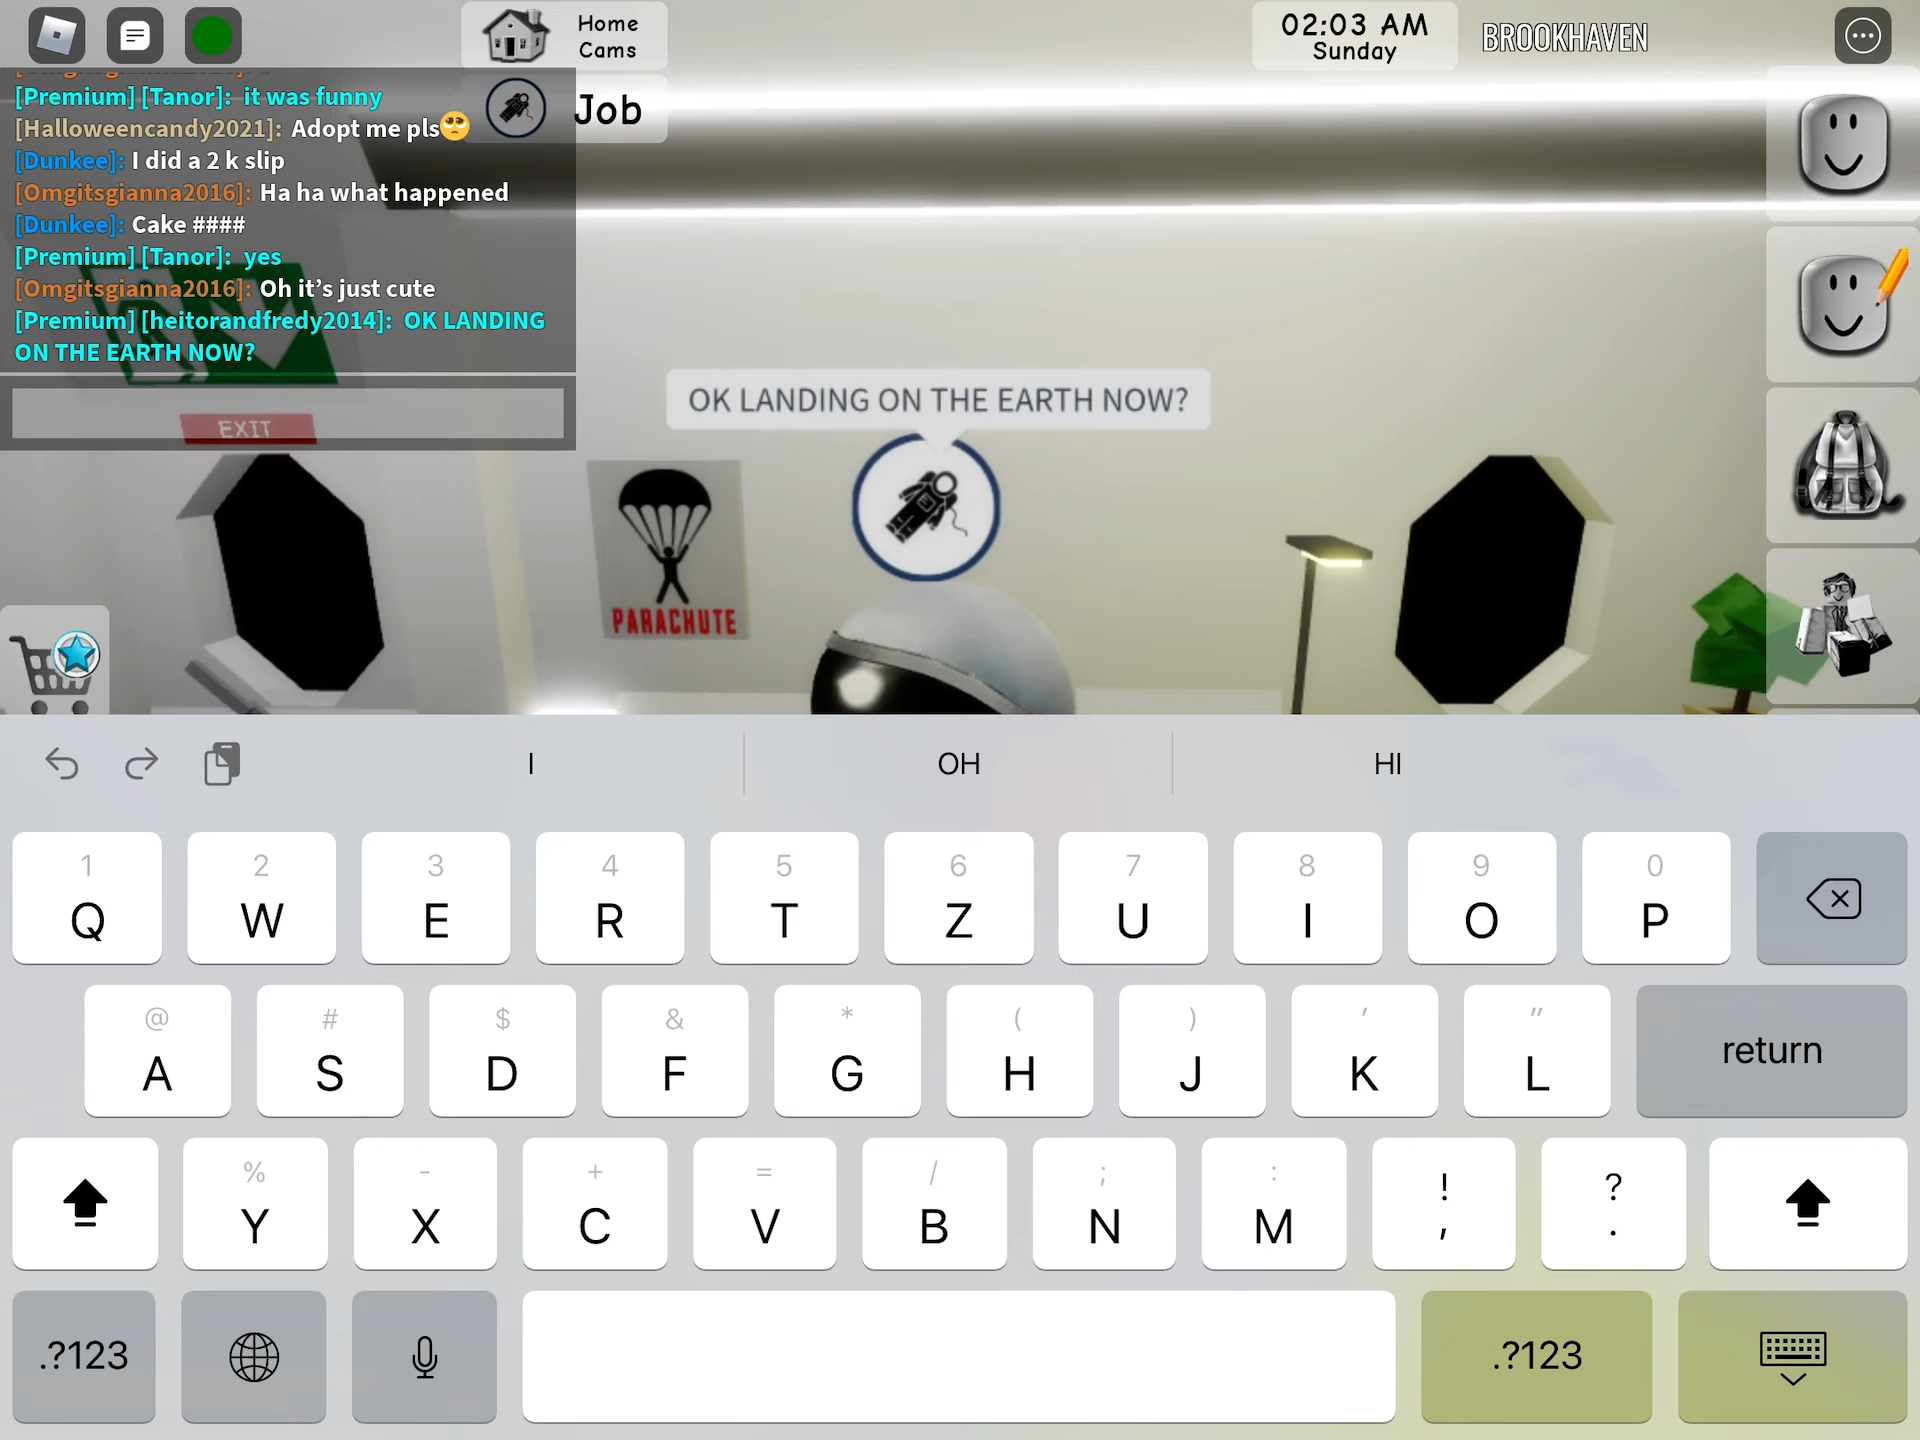 Home
Cams
02:03 AM
Sunday
BROOKHAVEN
Job
[Premium] [Tanor]: it was funny
[Halloweencandy2021]: Adopt me pls🥺
[Dunkee]: I did a 2 k slip
[Omgitsgianna2016]: Ha ha what happened
[Dunkee]: Cake ####
[Premium] [Tanor]: yes
[Omgitsgianna2016]: Oh it's just cute
[Premium] [heitorandfredy2014]: OK LANDING
ON THE EARTH NOW?
EXIT
OK LANDING ON THE EARTH NOW?
PARACHUTE
I OH HI
1 2 3 4 5 6 7 8 9 0
Q W E R T Z U I O P
@ # $ & * ( ) ' "
A S D F G H J K L return
% - + = / ; : ! ?
Y X C V B N M , .
.?123 .?123